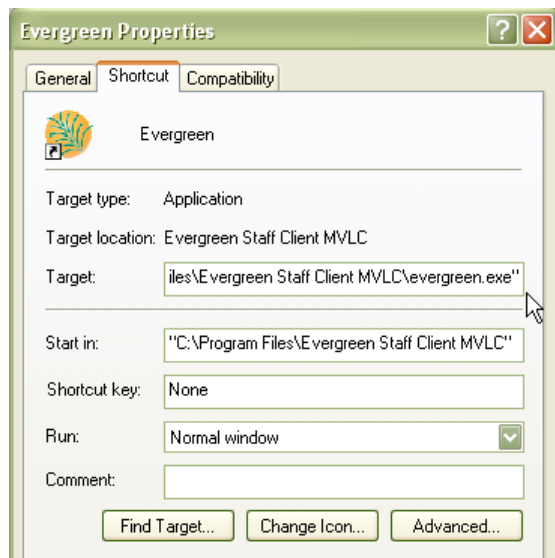 Evergreen Properties
General Shortcut Compatibility
Evergreen
Target type: Application
Target location: Evergreen Staff Client MVLC
Target: iles\Evergreen Staff Client MVLC\evergreen.exe"
Start in: "C:\Program Files\Evergreen Staff Client MVLC"
Shortcut key: None
Run: Normal window
Comment:
Find Target... Change Icon... Advanced...